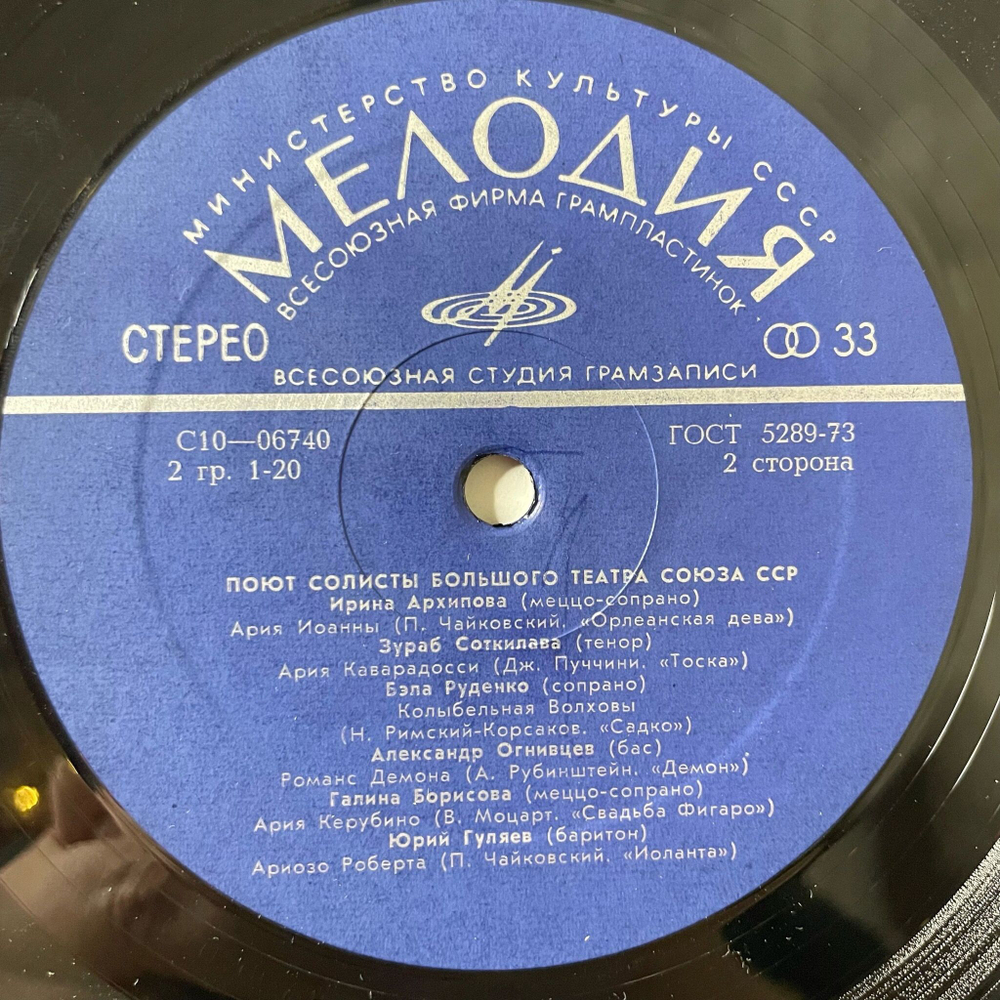 МИНИСТЕРСТВО КУЛЬТУРЫ СССР
МЕЛОДИЯ
ВСЕСОЮЗНАЯ ФИРМА ГРАМПЛАСТИНОК
СТЕРЕО
33
ВСЕСОЮЗНАЯ СТУДИЯ ГРАМЗАПИСИ
С10—06740
ГОСТ 5289-73
2 гр. 1-20
2 сторона
ПОЮТ СОЛИСТЫ БОЛЬШОГО ТЕАТРА СОЮЗА ССР
Ирина Архипова (меццо-сопрано)
Ария Иоанны (П. Чайковский. «Орлеанская дева»)
Зураб Соткилава (тенор)
Ария Каварадосси (Дж. Пуччини. «Тоска»)
Бэла Руденко (сопрано)
Колыбельная Волховы
(Н. Римский-Корсаков. «Садко»)
Александр Огнивцев (бас)
Романс Демона (А. Рубинштейн. «Демон»)
Галина Борисова (меццо-сопрано)
Ария Керубино (В. Моцарт. «Свадьба Фигаро»)
Юрий Гуляев (баритон)
Ариозо Роберта (П. Чайковский. «Иоланта»)